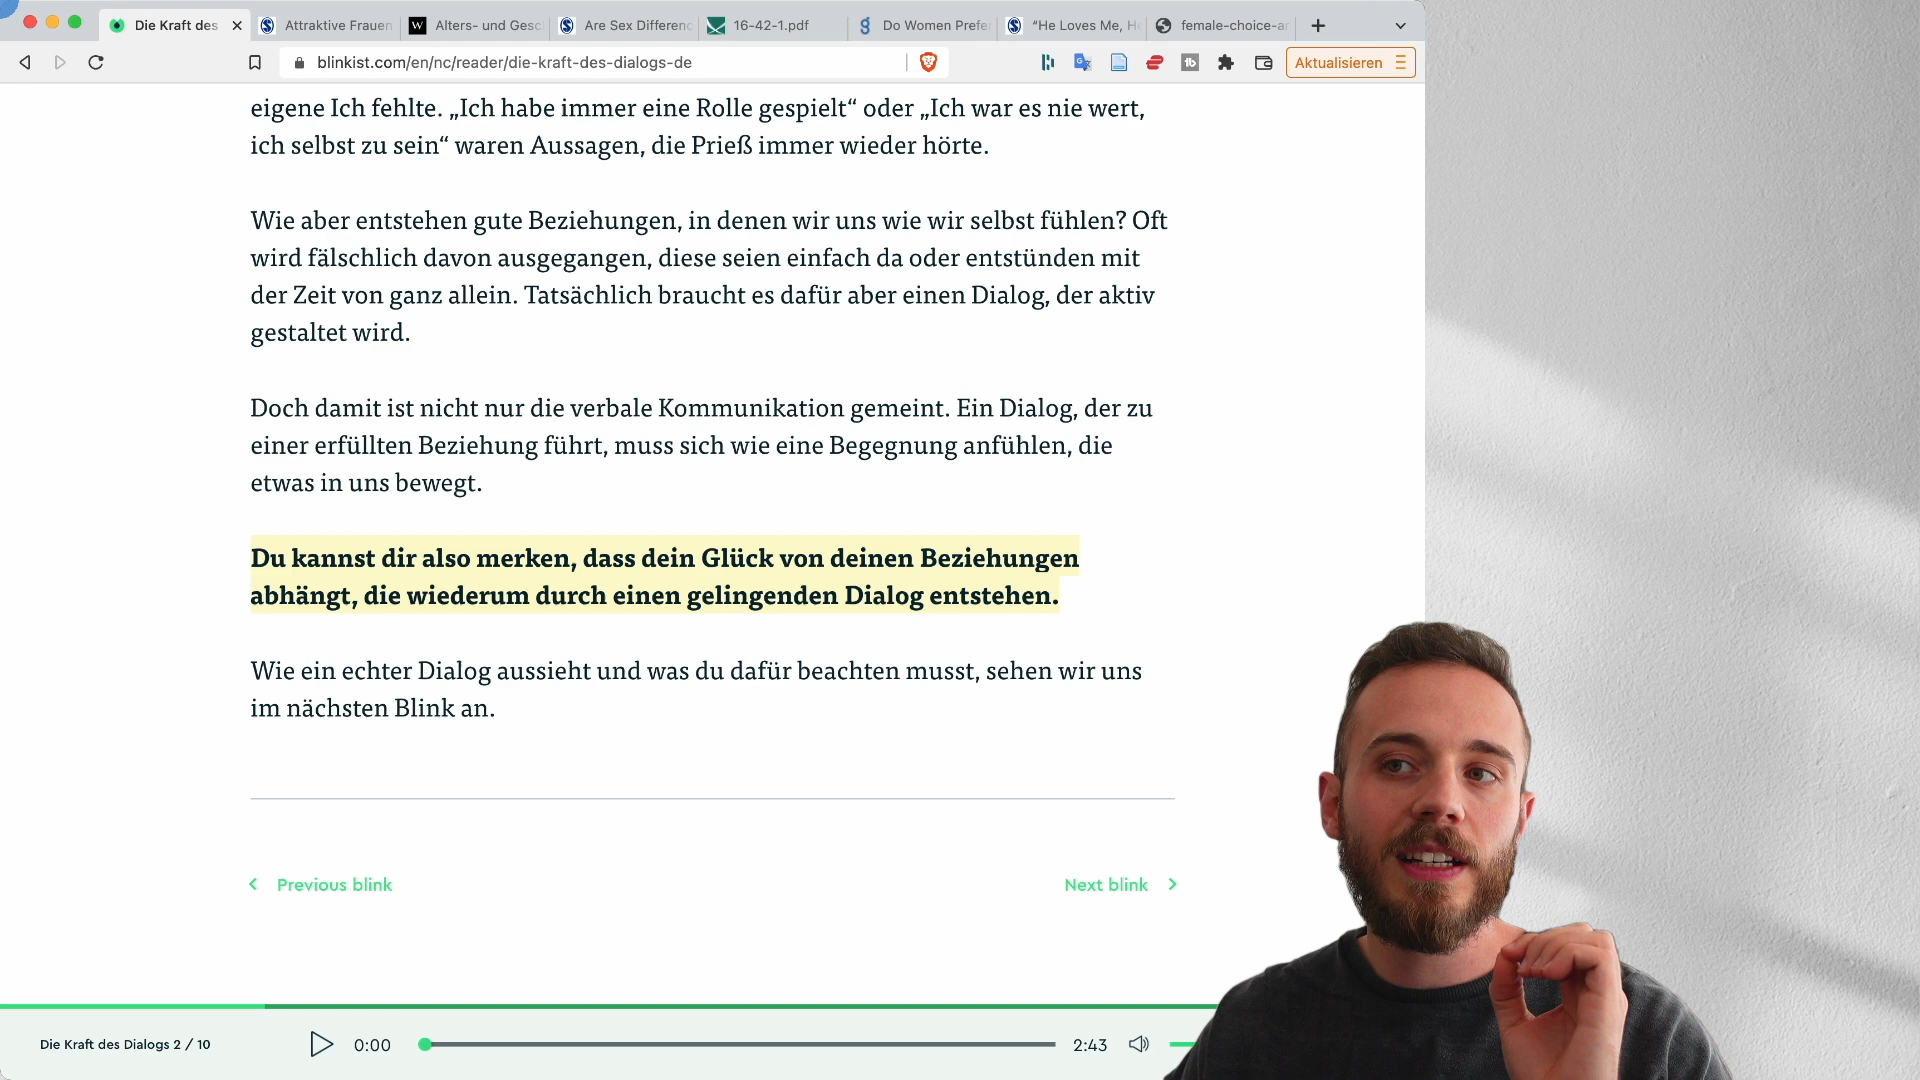 Die Kraft des
Attraktive Frauen
Alters- und Gesc
Are Sex Differenc
16-42-1.pdf
Do Women Prefer
"He Loves Me, He
female-choice-ar
blinkist.com/en/nc/reader/die-kraft-des-dialogs-de
Aktualisieren
eigene Ich fehlte. „Ich habe immer eine Rolle gespielt“ oder „Ich war es nie wert,
ich selbst zu sein“ waren Aussagen, die Prieß immer wieder hörte.
Wie aber entstehen gute Beziehungen, in denen wir uns wie wir selbst fühlen? Oft
wird fälschlich davon ausgegangen, diese seien einfach da oder entstünden mit
der Zeit von ganz allein. Tatsächlich braucht es dafür aber einen Dialog, der aktiv
gestaltet wird.
Doch damit ist nicht nur die verbale Kommunikation gemeint. Ein Dialog, der zu
einer erfüllten Beziehung führt, muss sich wie eine Begegnung anfühlen, die
etwas in uns bewegt.
Du kannst dir also merken, dass dein Glück von deinen Beziehungen
abhängt, die wiederum durch einen gelingenden Dialog entstehen.
Wie ein echter Dialog aussieht und was du dafür beachten musst, sehen wir uns
im nächsten Blink an.
Previous blink
Next blink
Die Kraft des Dialogs 2 / 10
0:00
2:43